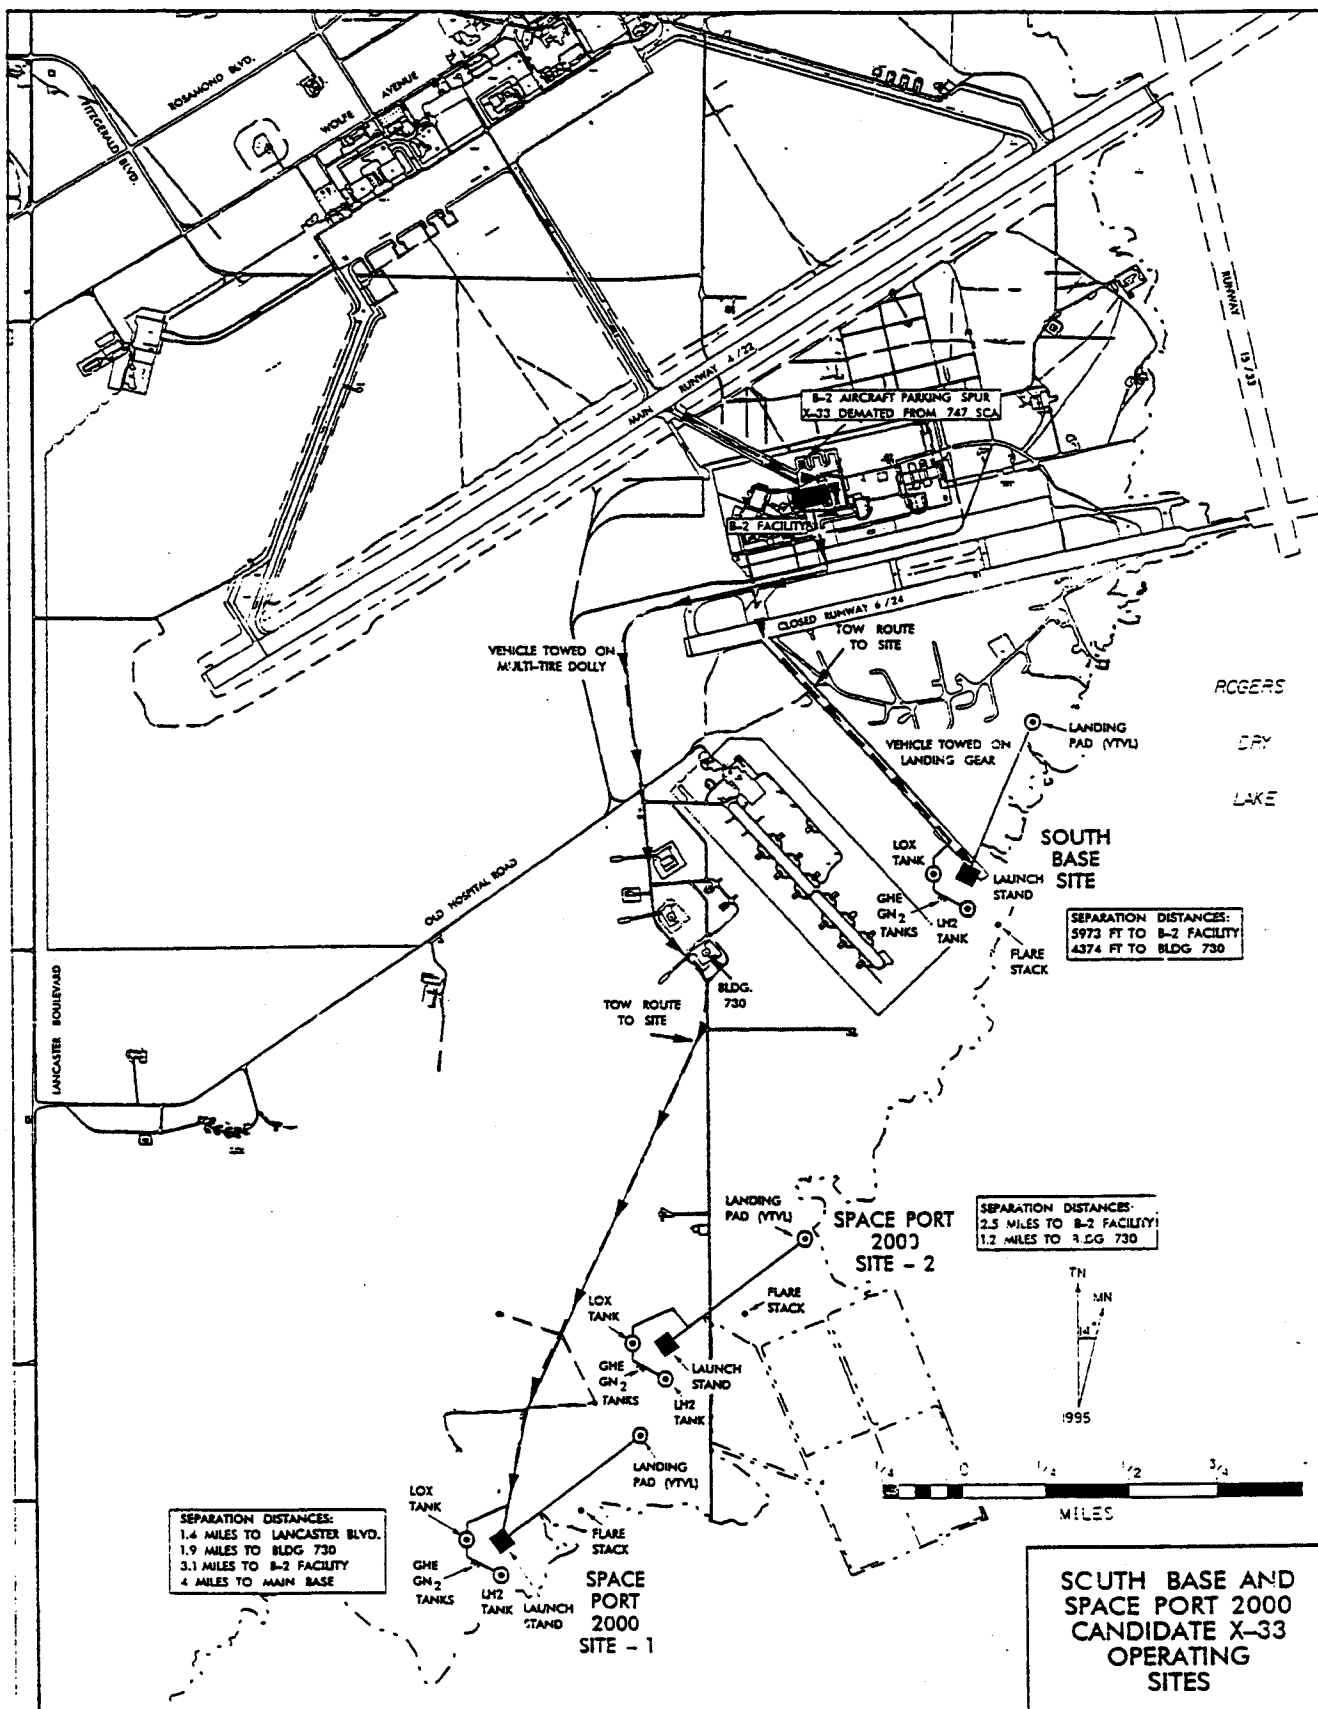 ROSAMOND BLVD.
FITZGERALD BLVD.
WOLFE AVENUE
RUNWAY 15/33
MAIN RUNWAY 4/22
B-2 AIRCRAFT PARKING SPUR
X-33 DEMATED FROM 747 SCA
B-2 FACILITY
CLOSED RUNWAY 6/24
TOW ROUTE
TO SITE
VEHICLE TOWED ON
MULTI-TIRE DOLLY
ROGERS
DRY
LAKE
LANDING
PAD (VTVL)
VEHICLE TOWED ON
LANDING GEAR
SOUTH
BASE
SITE
LOX
TANK
LAUNCH
STAND
GHE
GN2
TANKS
LH2
TANK
FLARE
STACK
SEPARATION DISTANCES:
5973 FT TO B-2 FACILITY
4374 FT TO BLDG 730
OLD HOSPITAL ROAD
LANCASTER BOULEVARD
BLDG.
730
TOW ROUTE
TO SITE
LANDING
PAD (VTVL)
SPACE PORT
2000
SITE - 2
SEPARATION DISTANCES:
2.5 MILES TO B-2 FACILITY
1.2 MILES TO BLDG 730
TN
MN
14°
1995
LOX
TANK
FLARE
STACK
GHE
GN2
TANKS
LAUNCH
STAND
LH2
TANK
LANDING
PAD (VTVL)
1/4 0 1/4 1/2 3/4
MILES
LOX
TANK
SEPARATION DISTANCES:
1.4 MILES TO LANCASTER BLVD.
1.9 MILES TO BLDG 730
3.1 MILES TO B-2 FACILITY
4 MILES TO MAIN BASE
FLARE
STACK
GHE
GN2
TANKS
LH2
TANK
LAUNCH
STAND
SPACE
PORT
2000
SITE - 1
SOUTH BASE AND
SPACE PORT 2000
CANDIDATE X-33
OPERATING
SITES